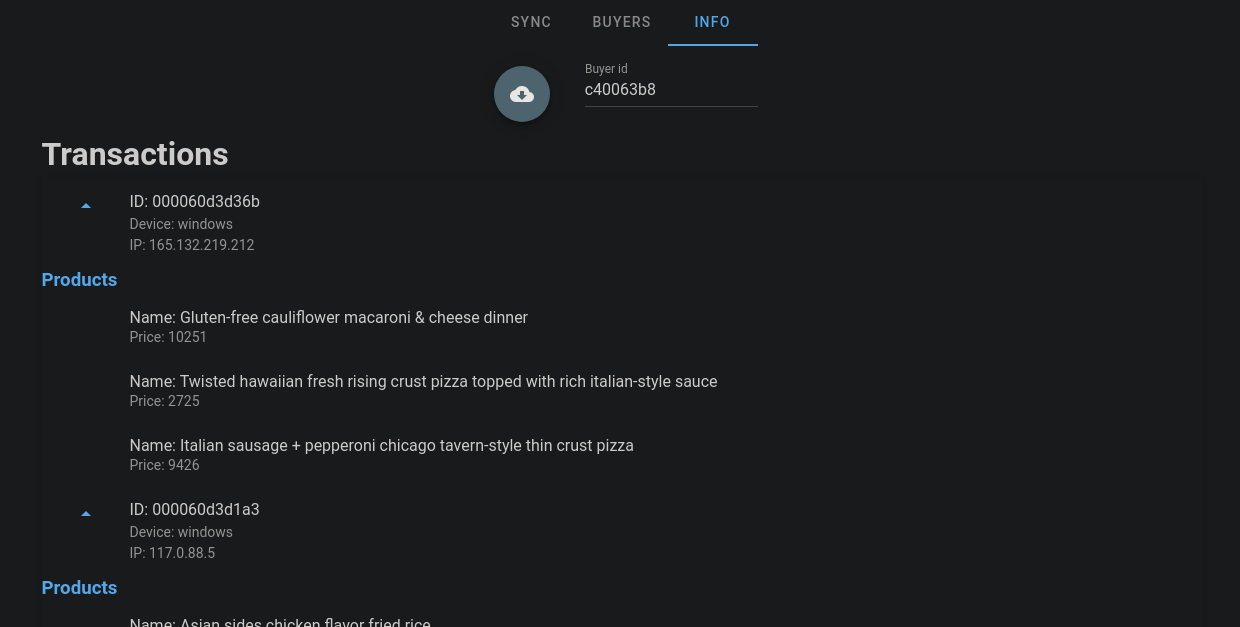 SYNC BUYERS INFO
Buyer id
c40063b8
Transactions
ID: 000060d3d36b
Device: windows
IP: 165.132.219.212
Products
Name: Gluten-free cauliflower macaroni & cheese dinner
Price: 10251
Name: Twisted hawaiian fresh rising crust pizza topped with rich italian-style sauce
Price: 2725
Name: Italian sausage + pepperoni chicago tavern-style thin crust pizza
Price: 9426
ID: 000060d3d1a3
Device: windows
IP: 117.0.88.5
Products
Name: Asian sides chicken flavor fried rice